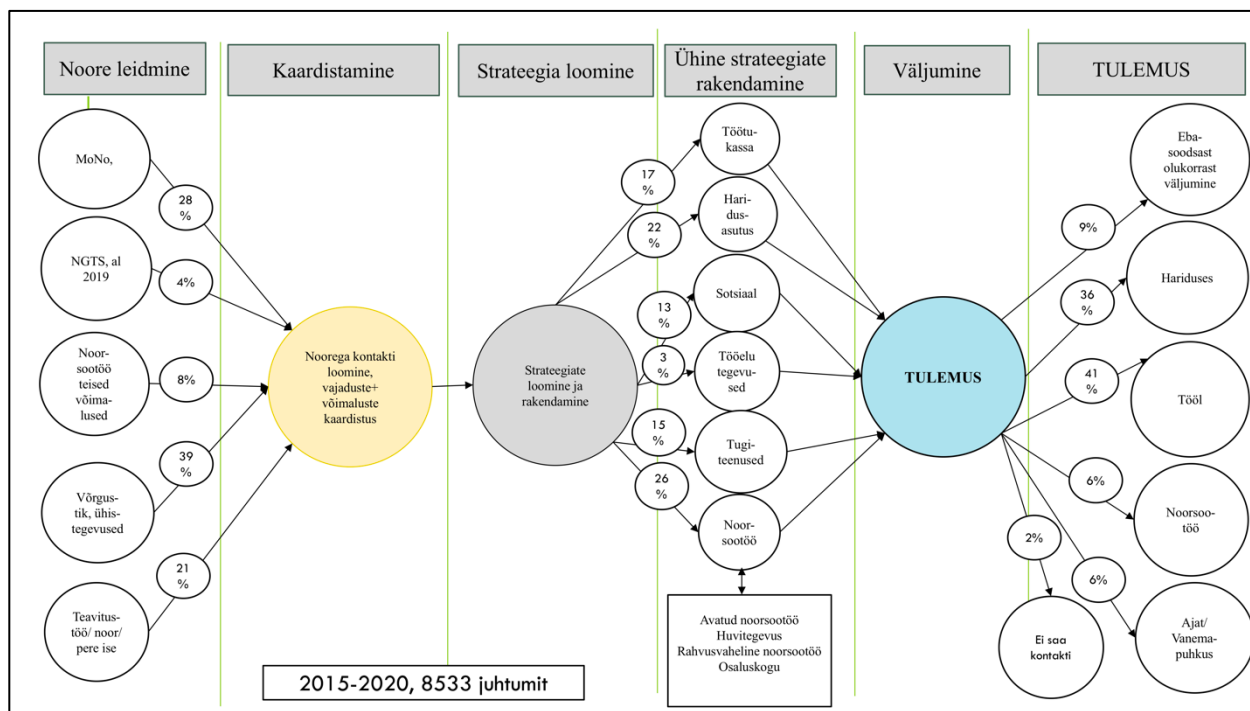 Noore leidmine
Kaardistamine
Strateegia loomine
Ühine strateegiate
rakendamine
Väljumine
TULEMUS
MoNo,
NGTS, al
2019
Noor-
sootöö
teised
võima-
lused
Võrgus-
tik, ühis-
tegevused
Teavitus-
töö/ noor/
pere ise
28
%
4%
8%
39
%
21
%
Noorega kontakti
loomine,
vajaduste+
võimaluste
kaardistus
Strateegiate
loomine ja
rakendamine
17
%
22
%
13
%
3
%
15
%
26
%
Töötu-
kassa
Hari-
dus-
asutus
Sotsiaal
Tööelu
tegevu-
sed
Tugi-
teenused
Noor-
sootöö
Avatud noorsootöö
Huvitegevus
Rahvusvaheline noorsootöö
Osaluskogu
TULEMUS
9%
36
%
41
%
6%
2%
6%
Eba-
soodsast
olukorrast
väljumine
Hariduses
Tööl
Noorsoo-
töö
Ajat/
Vanema-
puhkus
Ei saa
kontakti
2015-2020, 8533 juhtumit